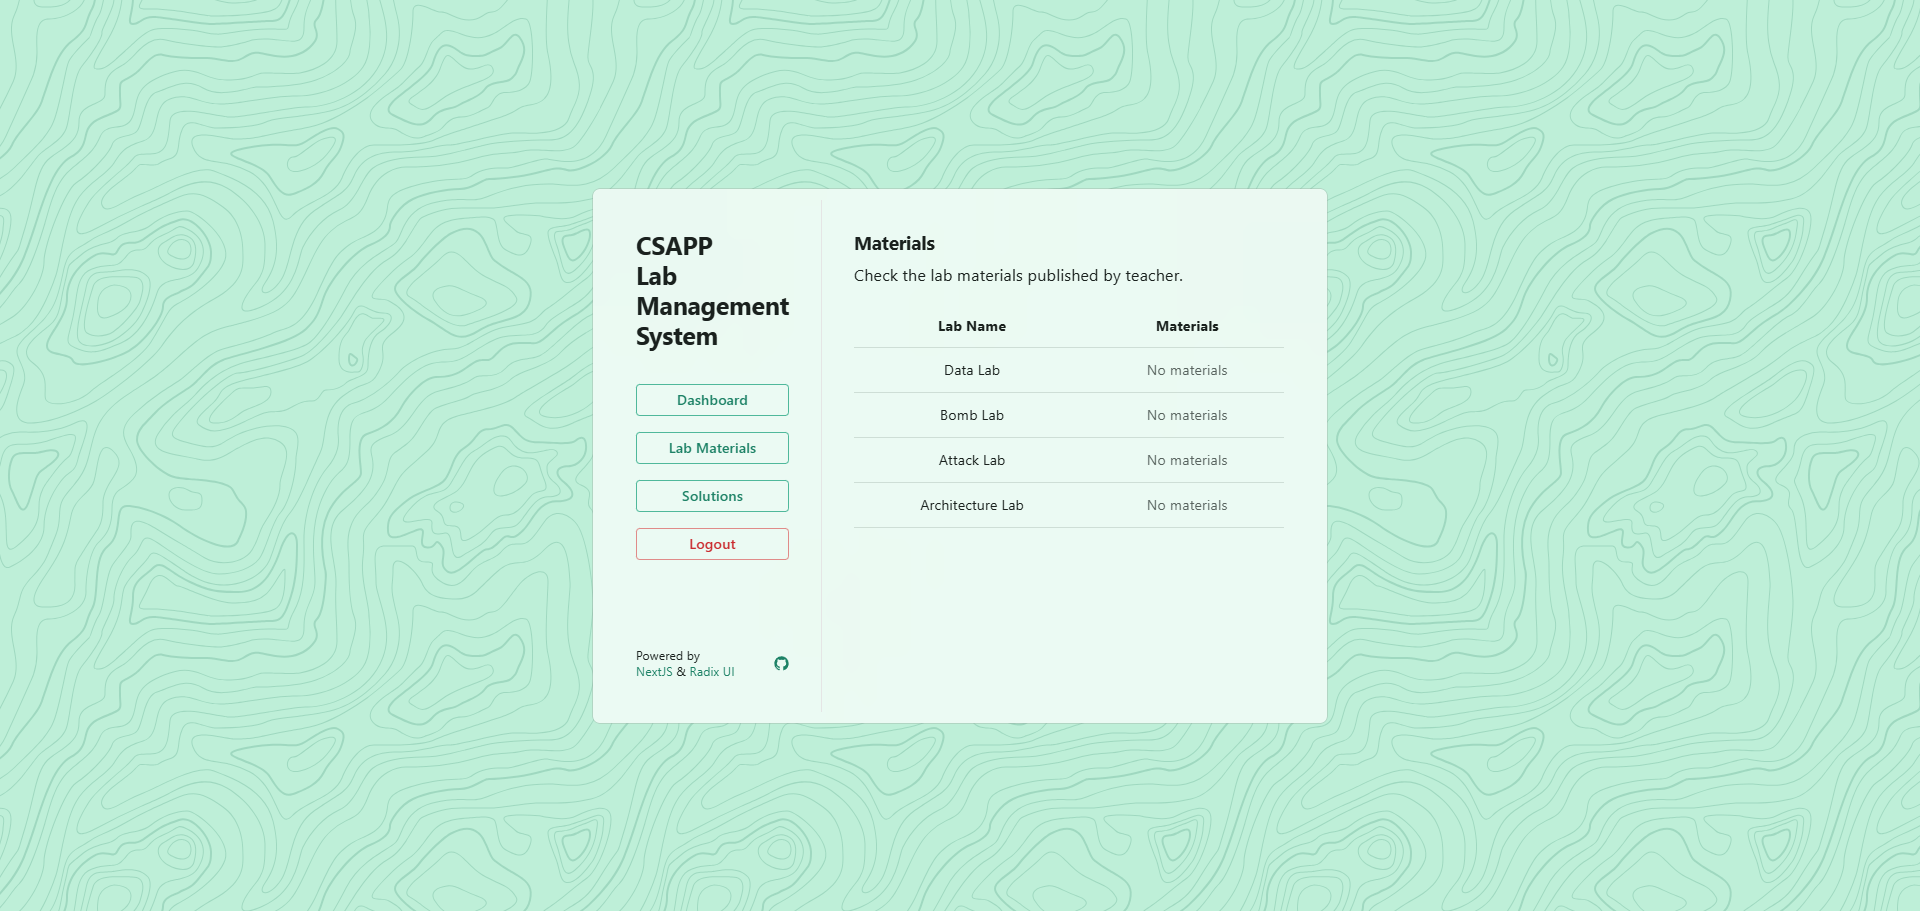 CSAPP
Lab
Management
System
Dashboard
Lab Materials
Solutions
Logout
Powered by
NextJS & Radix UI
Materials
Check the lab materials published by teacher.
Lab Name Materials
Data Lab No materials
Bomb Lab No materials
Attack Lab No materials
Architecture Lab No materials